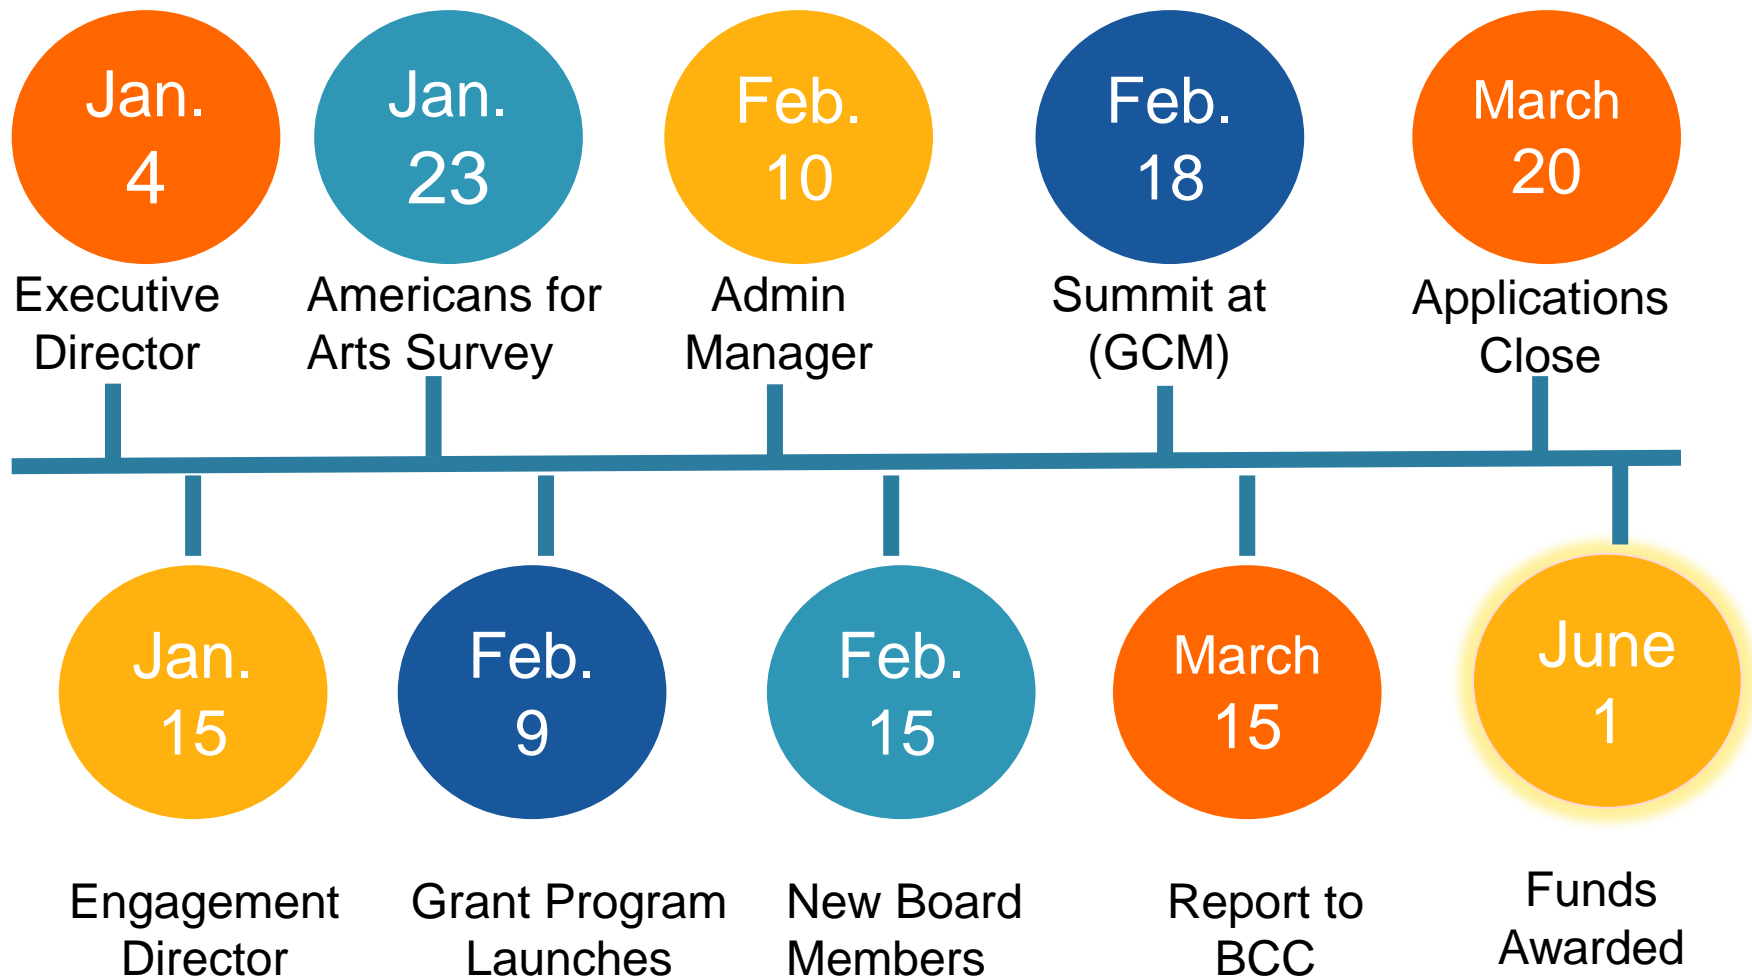 Jan.
4
Executive
Director
Jan.
23
Americans for
Arts Survey
Feb.
10
Admin
Manager
Feb.
18
Summit at
(GCM)
March
20
Applications
Close
Jan.
15
Engagement
Director
Feb.
9
Grant Program
Launches
Feb.
15
New Board
Members
March
15
Report to
BCC
June
1
Funds
Awarded